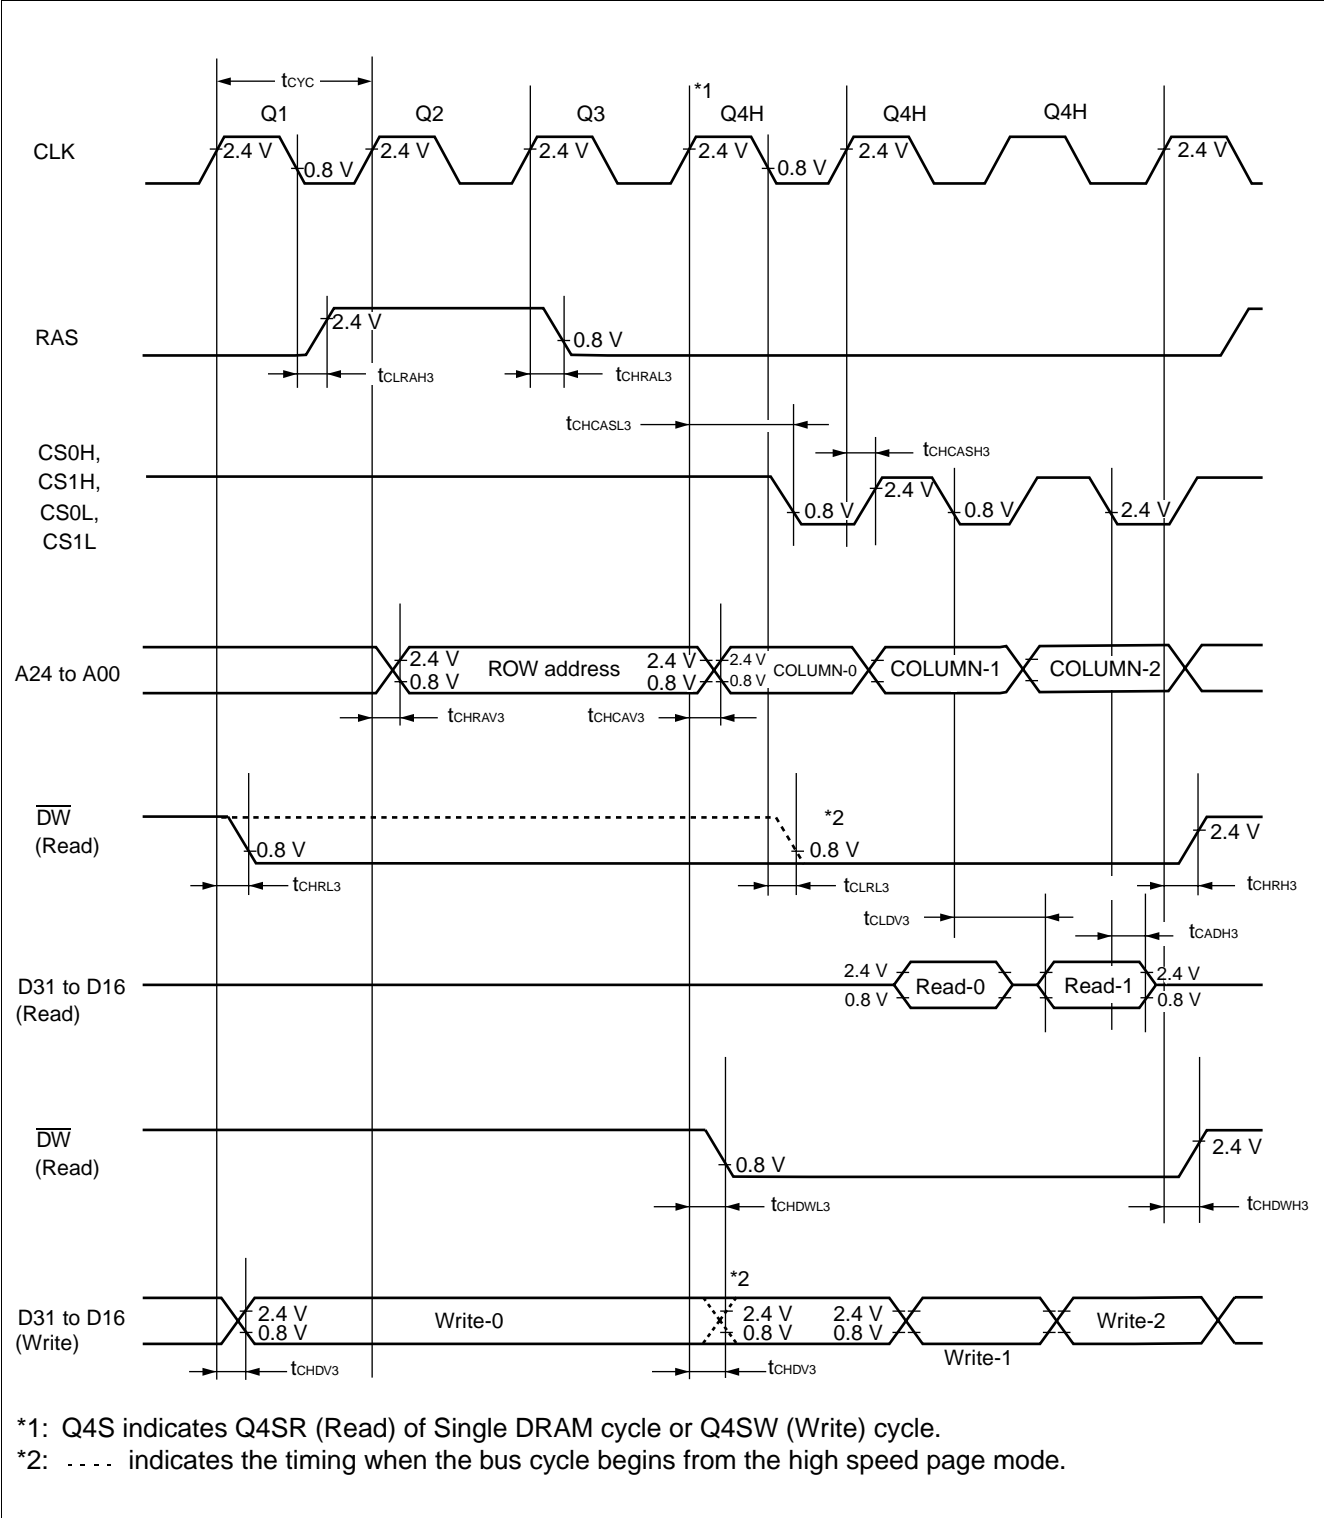 tCYC
*1
Q1 Q2 Q3 Q4H Q4H Q4H
CLK 2.4 V 0.8 V 2.4 V 2.4 V 2.4 V 0.8 V 2.4 V 2.4 V
RAS 2.4 V 0.8 V
tCLRAH3 tCHRAL3
tCHCASL3
tCHCASH3
CS0H,
CS1H, 2.4 V
CS0L, 0.8 V 0.8 V 2.4 V
CS1L
A24 to A00 2.4 V ROW address 2.4 V 2.4 V COLUMN-0 COLUMN-1 COLUMN-2
0.8 V 0.8 V 0.8 V
tCHRAV3 tCHCAV3
DW *2
(Read) 0.8 V 0.8 V 2.4 V
tCHRL3 tCLRL3 tCHRH3
tCLDV3 tCADH3
D31 to D16 2.4 V Read-0 Read-1 2.4 V
(Read) 0.8 V 0.8 V
DW 2.4 V
(Read) 0.8 V
tCHDWL3 tCHDWH3
*2
D31 to D16 2.4 V Write-0 2.4 V 2.4 V Write-2
(Write) 0.8 V 0.8 V 0.8 V
Write-1
tCHDV3 tCHDV3
*1: Q4S indicates Q4SR (Read) of Single DRAM cycle or Q4SW (Write) cycle.
*2: - - - - indicates the timing when the bus cycle begins from the high speed page mode.